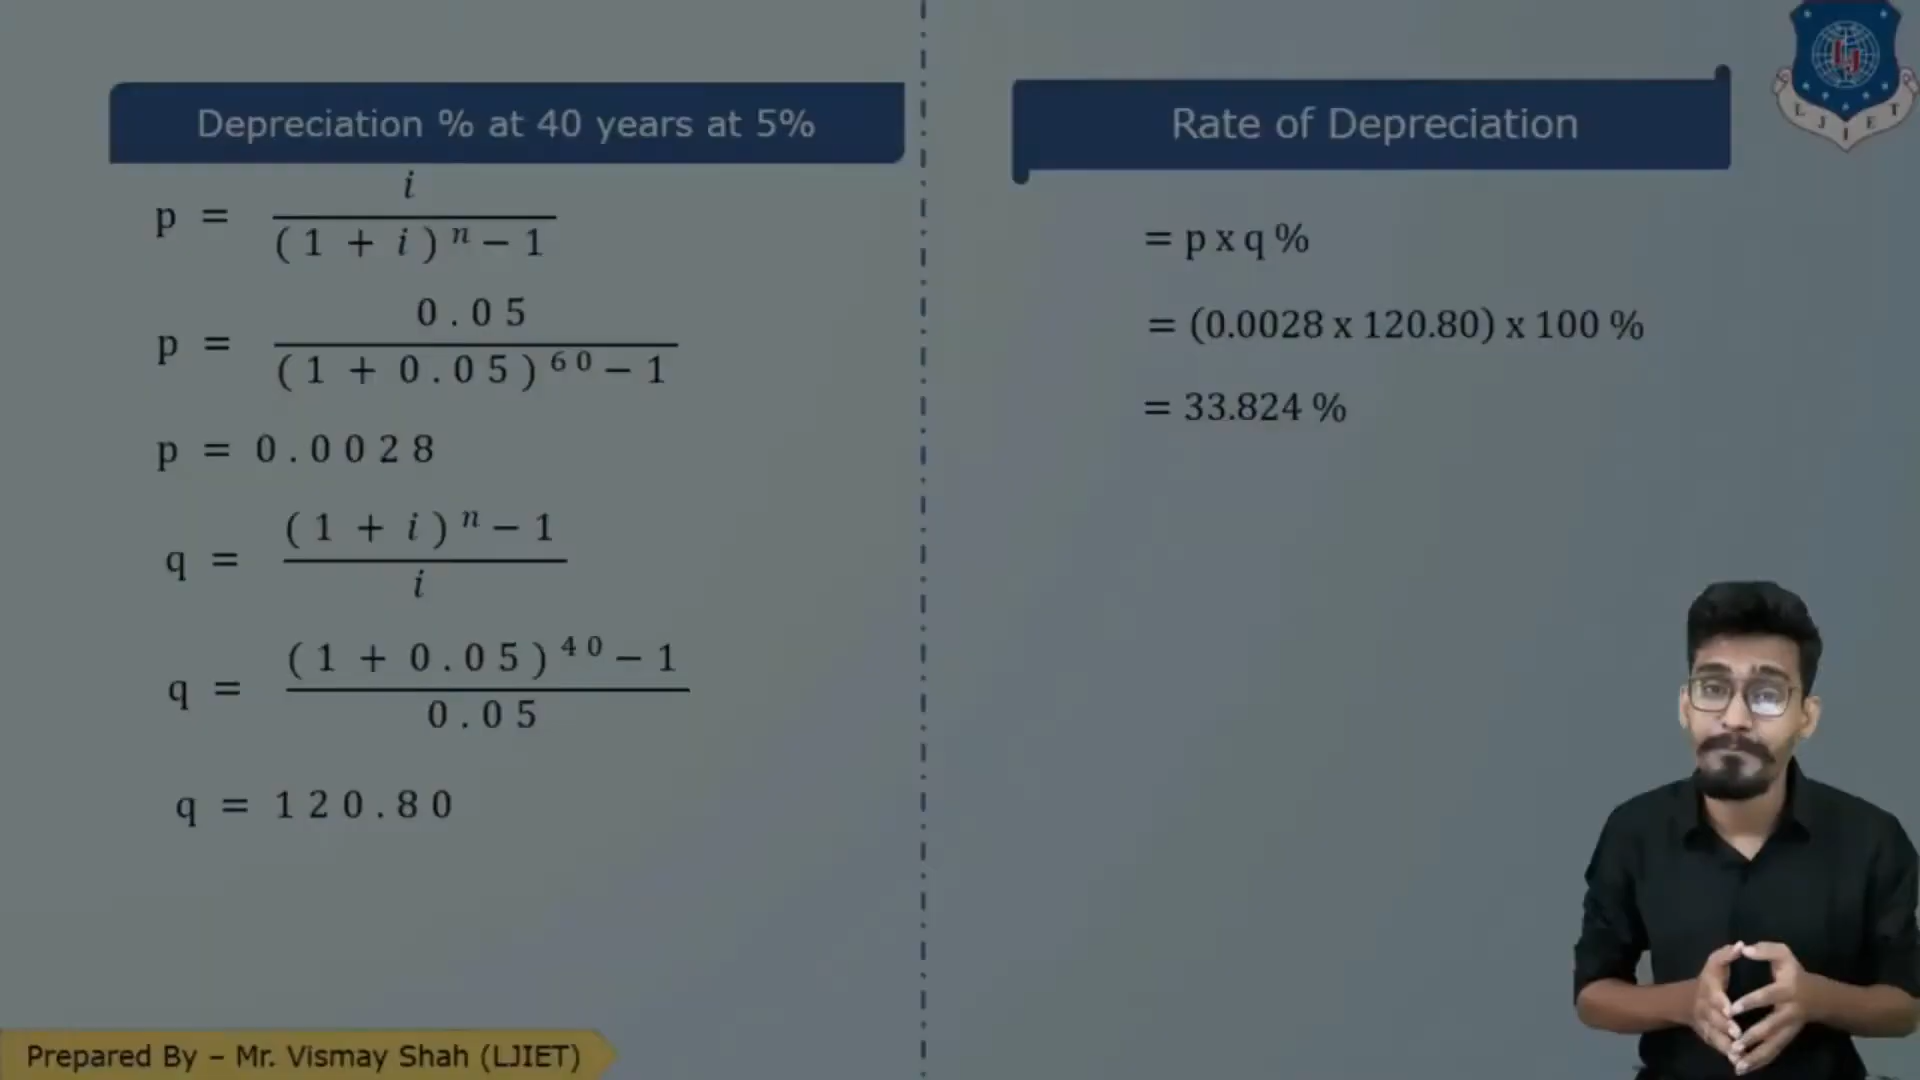 Depreciation % at 40 years at 5%
p = i / (1 + i)^n − 1
p = 0.05 / (1 + 0.05)^60 − 1
p = 0.0028
q = (1 + i)^n − 1 / i
q = (1 + 0.05)^40 − 1 / 0.05
q = 120.80
Rate of Depreciation
= p x q %
= (0.0028 x 120.80) x 100 %
= 33.824 %
LJ
L J I E T
Prepared By – Mr. Vismay Shah (LJIET)